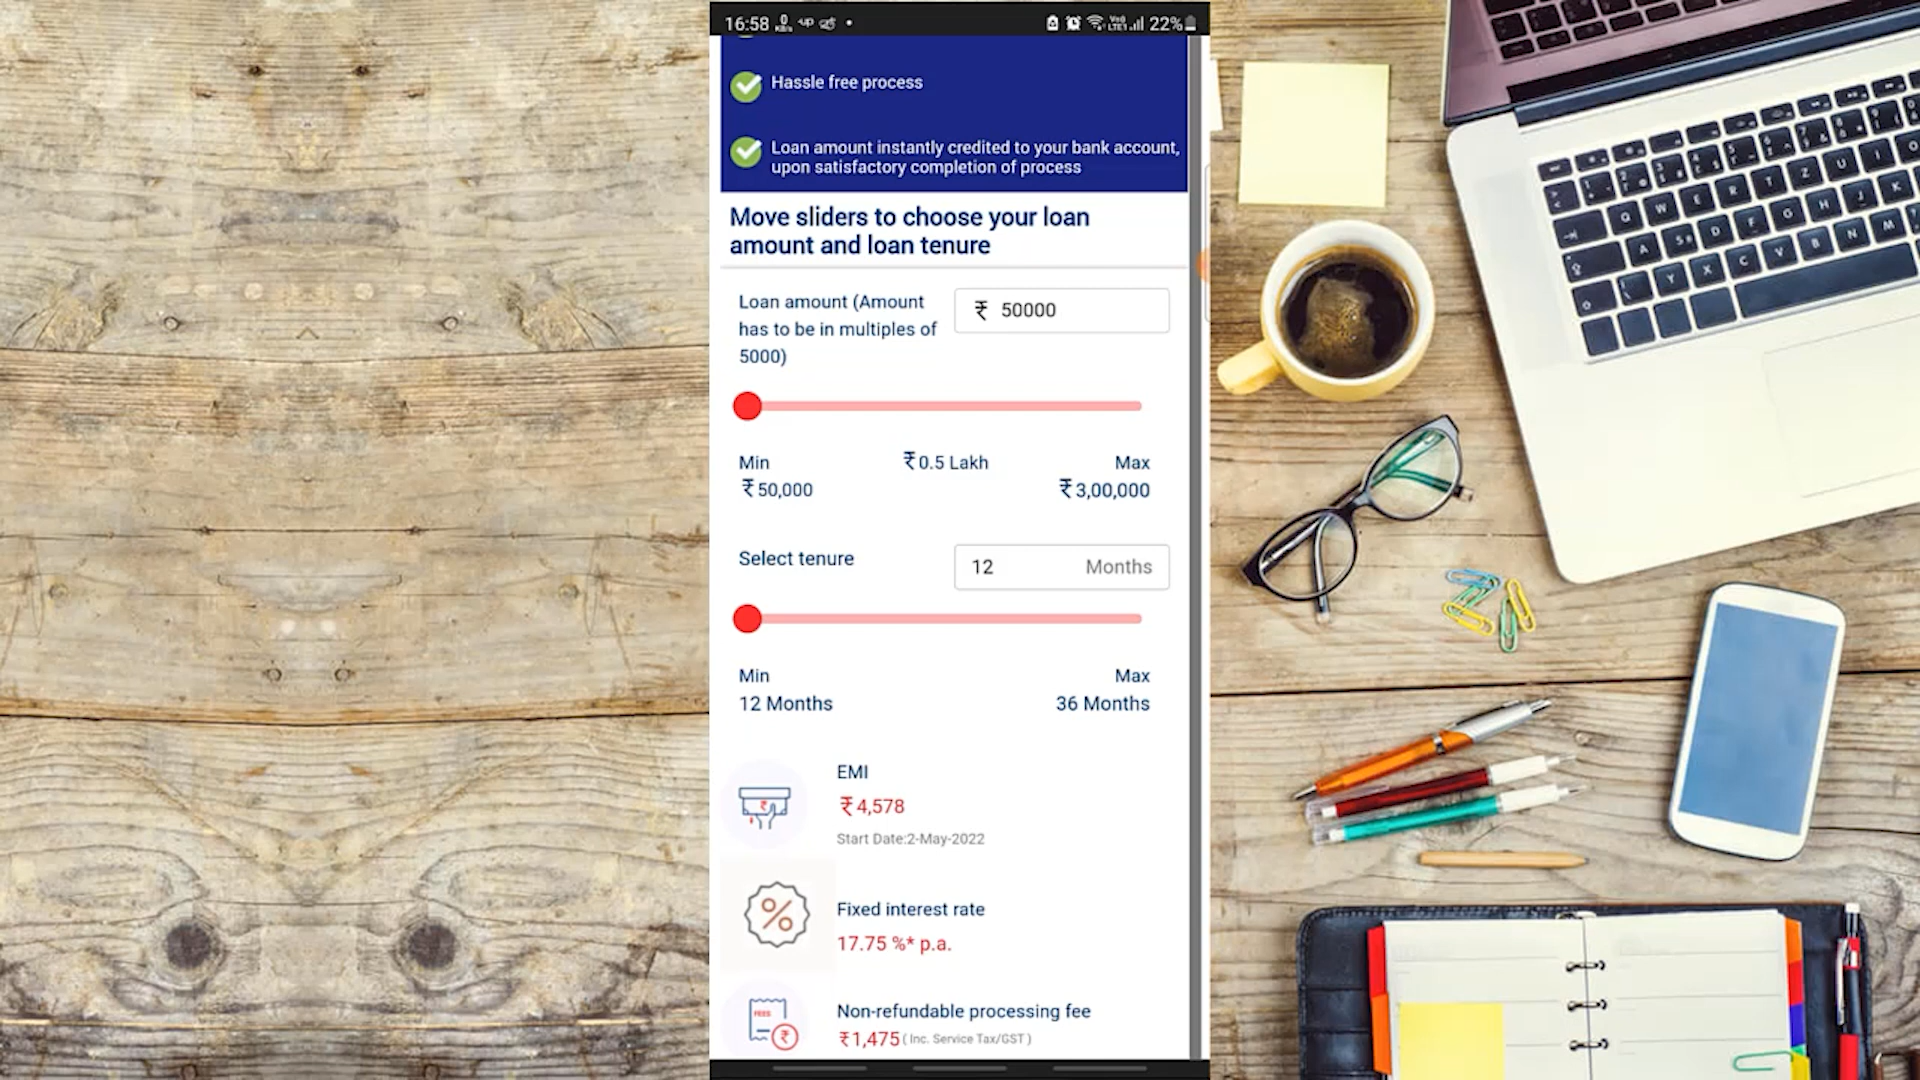 16:58
22%
Hassle free process
Loan amount instantly credited to your bank account,
upon satisfactory completion of process
Move sliders to choose your loan
amount and loan tenure
Loan amount (Amount
has to be in multiples of
5000)
₹ 50000
Min
₹ 0.5 Lakh
Max
₹ 50,000
₹ 3,00,000
Select tenure
12 Months
Min
Max
12 Months
36 Months
EMI
₹ 4,578
Start Date:2-May-2022
Fixed interest rate
17.75 %* p.a.
FEES
Non-refundable processing fee
₹1,475 ( Inc. Service Tax/GST )